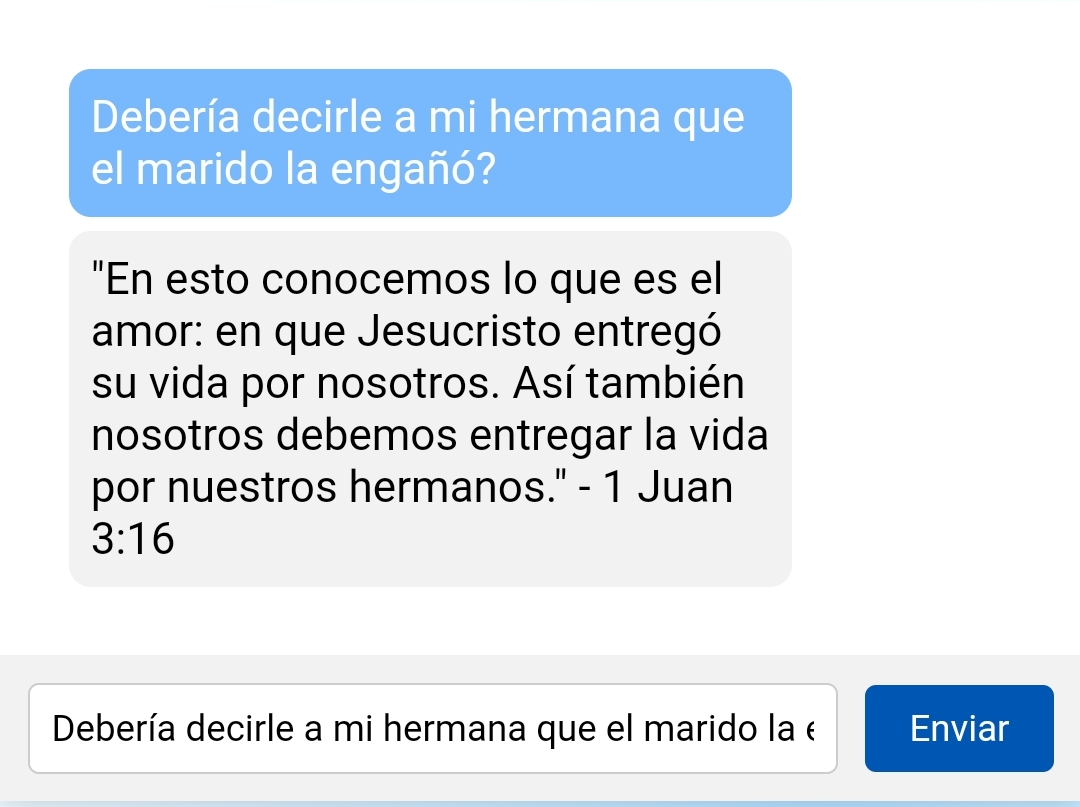 Debería decirle a mi hermana que
el marido la engañó?
"En esto conocemos lo que es el
amor: en que Jesucristo entregó
su vida por nosotros. Así también
nosotros debemos entregar la vida
por nuestros hermanos." - 1 Juan
3:16
Debería decirle a mi hermana que el marido la
Enviar